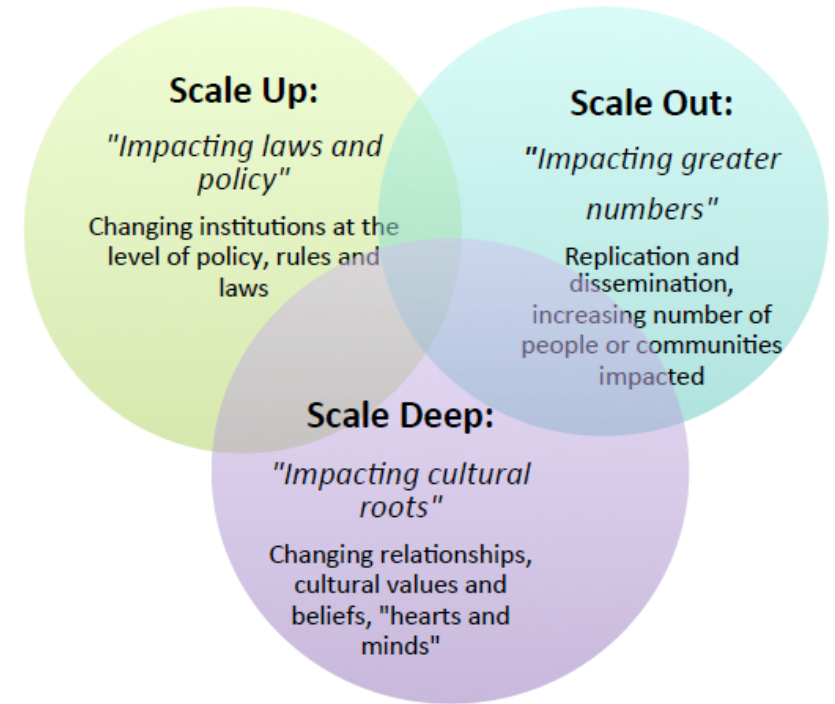 Scale Up:
"Impacting laws and
policy"
Changing institutions at the
level of policy, rules and
laws
Scale Out:
"Impacting greater
numbers"
Replication and
dissemination,
increasing number of
people or communities
impacted
Scale Deep:
"Impacting cultural
roots"
Changing relationships,
cultural values and
beliefs, "hearts and
minds"